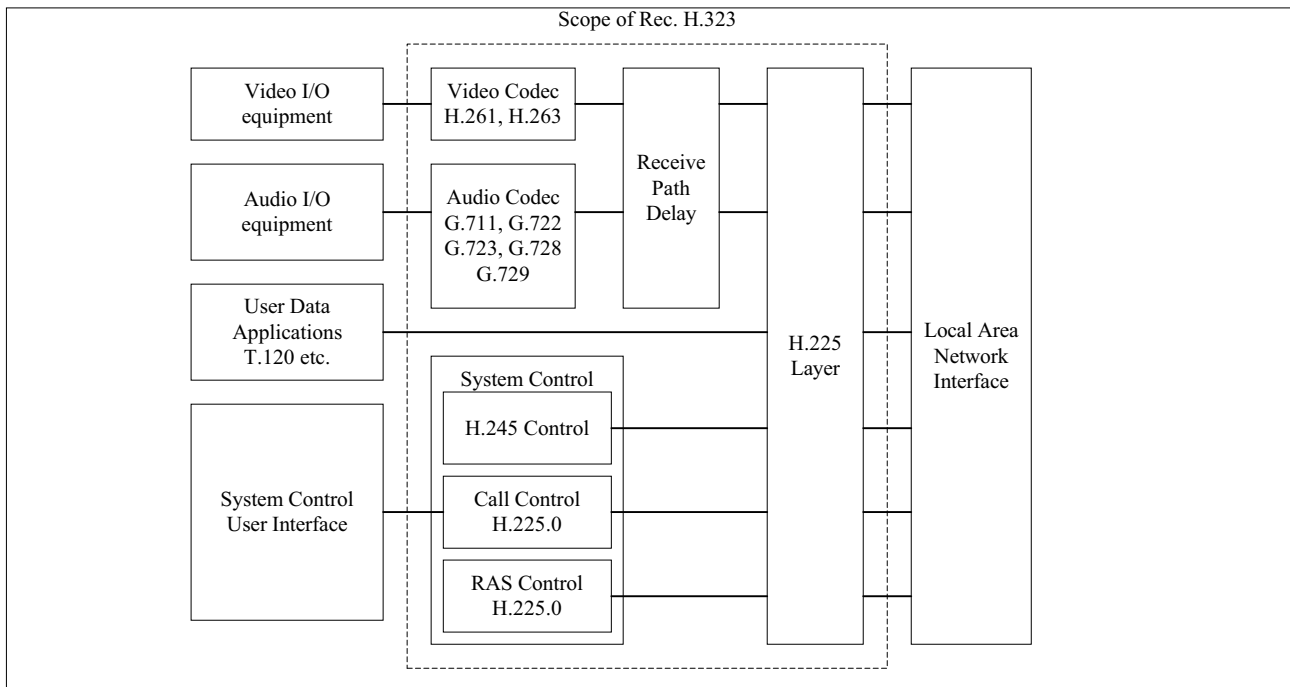 Scope of Rec. H.323
Video I/O
equipment
Video Codec
H.261, H.263
Receive
Path
Delay
Audio I/O
equipment
Audio Codec
G.711, G.722
G.723, G.728
G.729
User Data
Applications
T.120 etc.
H.225
Layer
Local Area
Network
Interface
System Control
H.245 Control
System Control
User Interface
Call Control
H.225.0
RAS Control
H.225.0